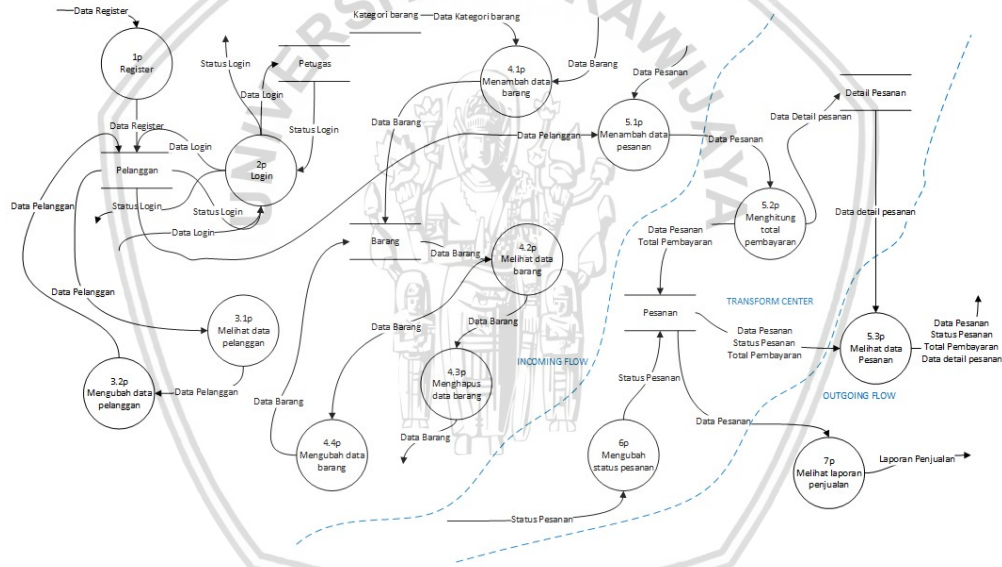 Data Register
1p
Register
Data Register
Pelanggan
Data Pelanggan
Data Pelanggan
Status Login
Data Login
Petugas
Status Login
Data Login
2p
Login
Status Login
Status Login
Data Login
3.1p
Melihat data
pelanggan
Data Pelanggan
3.2p
Mengubah data
pelanggan
Kategori barang
Data Kategori barang
4.1p
Menambah data
barang
Data Barang
Data Barang
Data Pelanggan
Barang
Data Barang
4.2p
Melihat data
barang
Data Barang
Data Barang
4.3p
Menghapus
data barang
Data Barang
Data Barang
4.4p
Mengubah data
barang
INCOMING FLOW
Data Pesanan
5.1p
Menambah data
pesanan
Data Pesanan
5.2p
Menghitung
total
pembayaran
Data Detail pesanan
Detail Pesanan
Data detail pesanan
Data Pesanan
Total Pembayaran
Pesanan
TRANSFORM CENTER
Data Pesanan
Status Pesanan
Total Pembayaran
5.3p
Melihat data
Pesanan
Data Pesanan
Status Pesanan
Total Pembayaran
Data detail pesanan
OUTGOING FLOW
Status Pesanan
6p
Mengubah
status pesanan
Status Pesanan
Data Pesanan
7p
Melihat laporan
penjualan
Laporan Penjualan